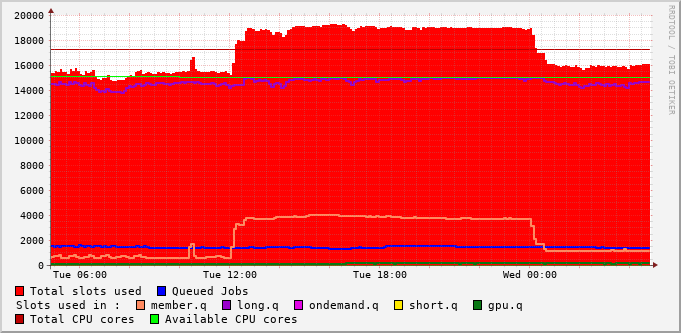 20000
18000
16000
14000
12000
10000
8000
6000
4000
2000
0
Tue 06:00 Tue 12:00 Tue 18:00 Wed 00:00
Total slots used Queued Jobs
Slots used in : member.q long.q ondemand.q short.q gpu.q
Total CPU cores Available CPU cores
RRDTOOL / TOBI OETIKER